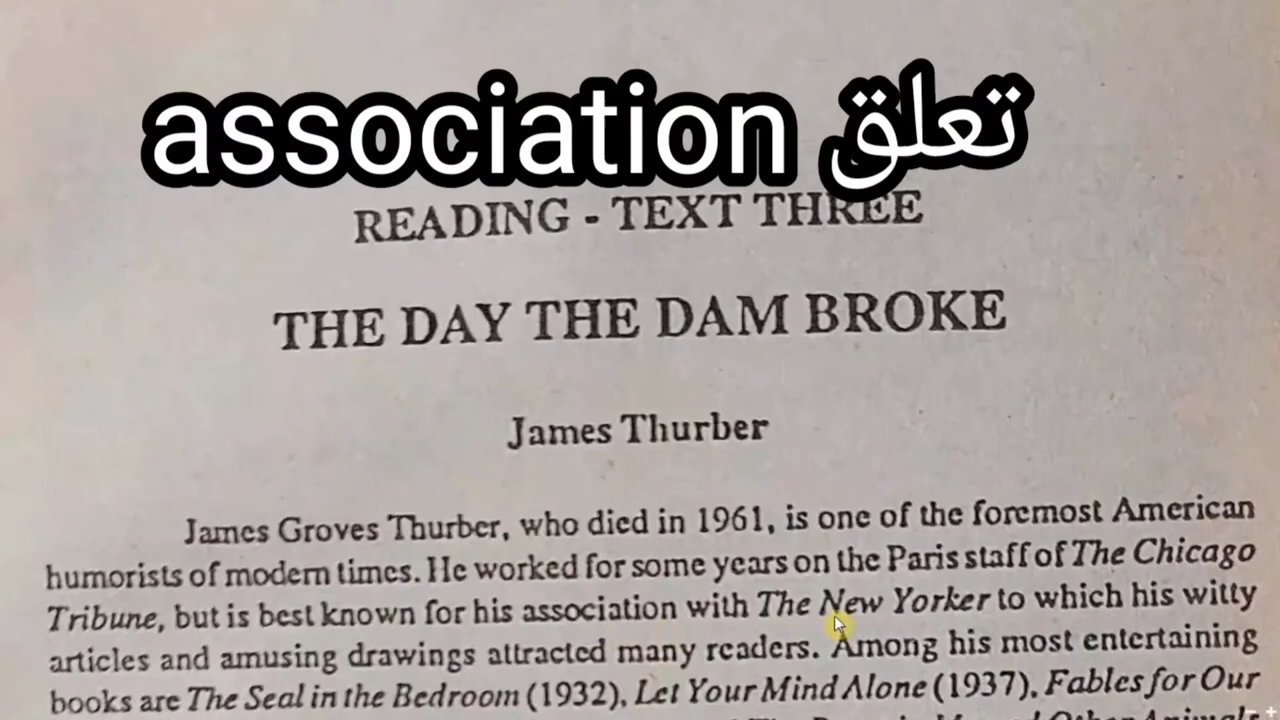 association تعلق
READING - TEXT THREE
THE DAY THE DAM BROKE
James Thurber
James Groves Thurber, who died in 1961, is one of the foremost American
humorists of modern times. He worked for some years on the Paris staff of The Chicago
Tribune, but is best known for his association with The New Yorker to which his witty
articles and amusing drawings attracted many readers. Among his most entertaining
books are The Seal in the Bedroom (1932), Let Your Mind Alone (1937), Fables for Our
Other Animals